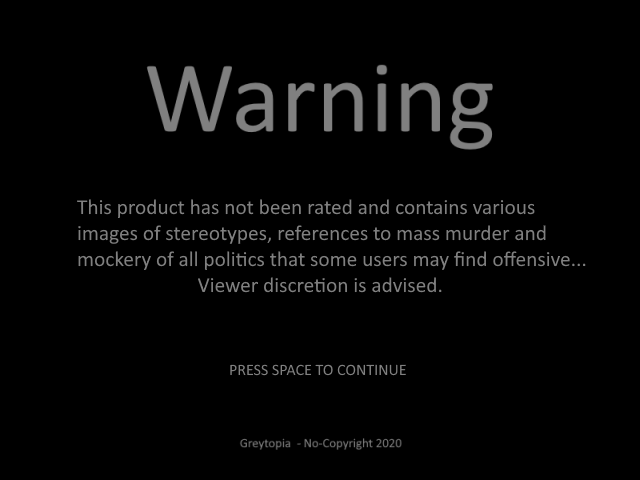 Warning
This product has not been rated and contains various
images of stereotypes, references to mass murder and
mockery of all politics that some users may find offensive...
Viewer discretion is advised.
PRESS SPACE TO CONTINUE
Greytopia - No-Copyright 2020